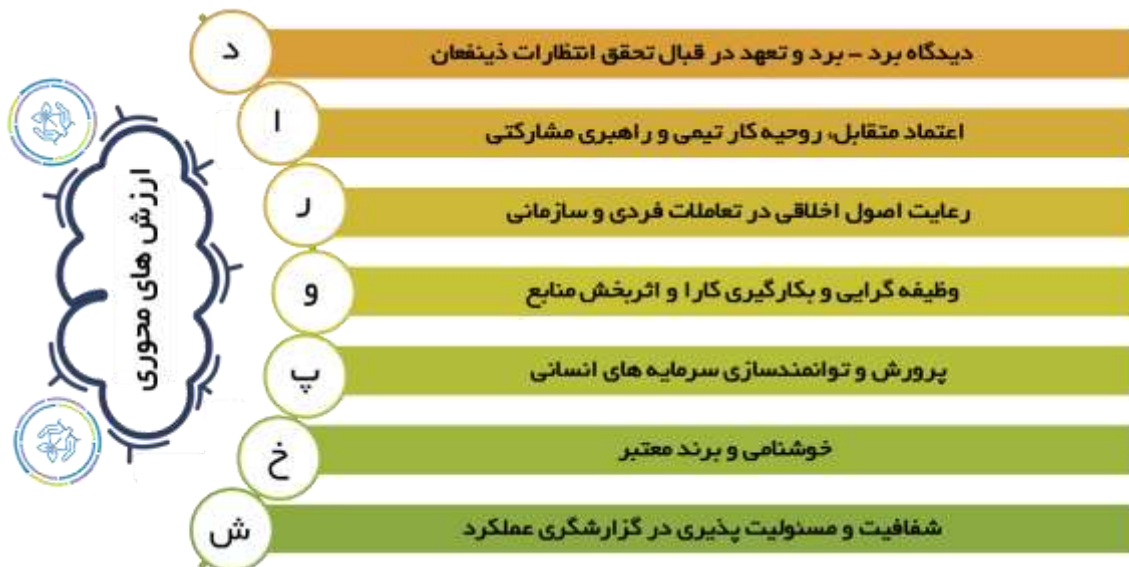 ارزش های محوری
د
دیدگاه برد - برد و تعهد در قبال تحقق انتظارات ذینفعان
ا
اعتماد متقابل، روحیه کار تیمی و راهبری مشارکتی
ر
رعایت اصول اخلاقی در تعاملات فردی و سازمانی
و
وظیفه گرایی و بکارگیری کارا و اثربخش منابع
پ
پرورش و توانمندسازی سرمایه های انسانی
خ
خوشنامی و برند معتبر
ش
شفافیت و مسئولیت پذیری در گزارشگری عملکرد